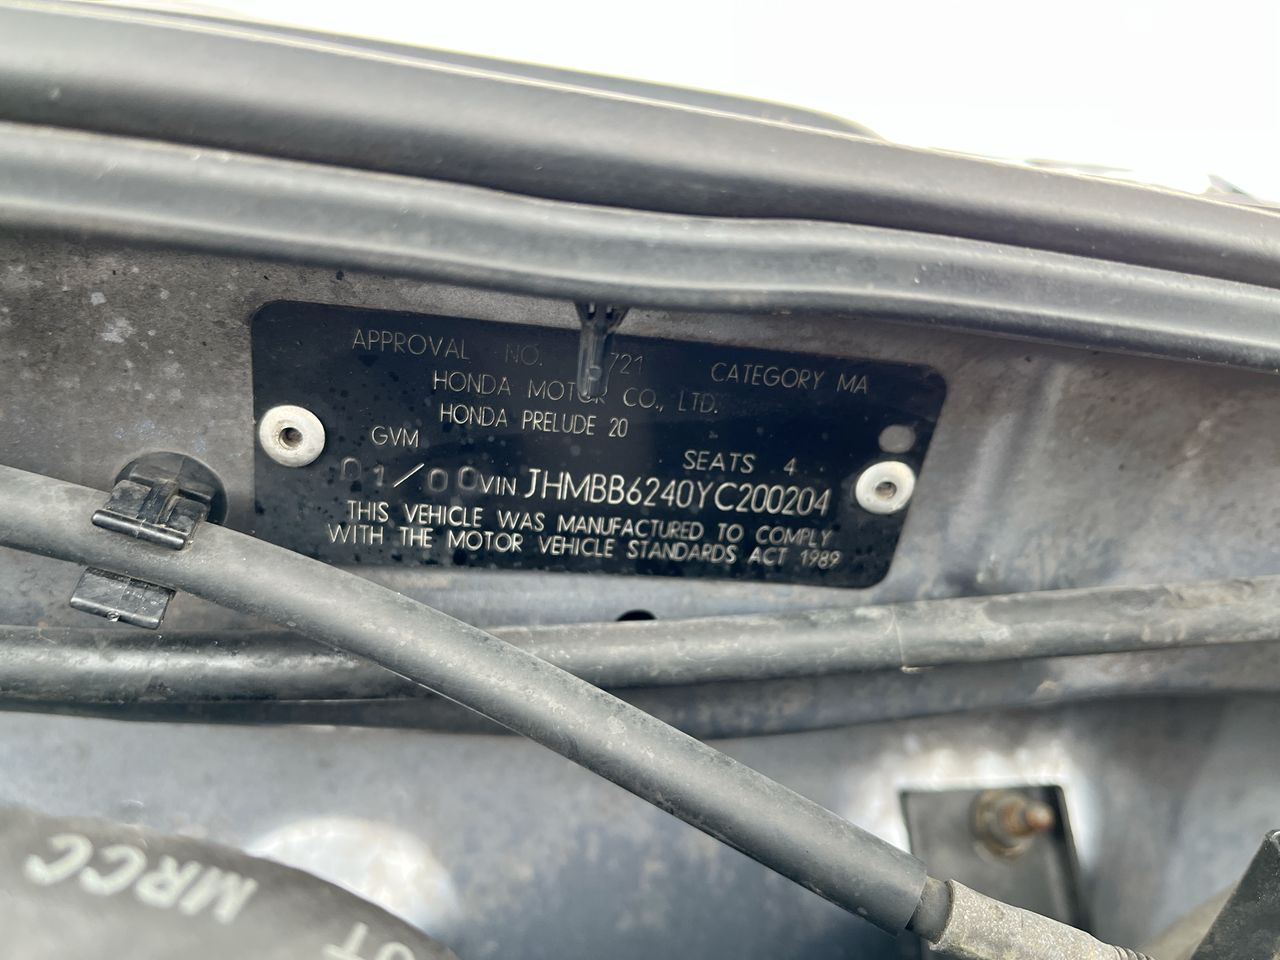 APPROVAL NO. 721 CATEGORY MA
HONDA MOTOR CO., LTD.
HONDA PRELUDE 20
GVM SEATS 4
01/00 VIN JHMBB6240YC200204
THIS VEHICLE WAS MANUFACTURED TO COMPLY
WITH THE MOTOR VEHICLE STANDARDS ACT 1989
MRCC